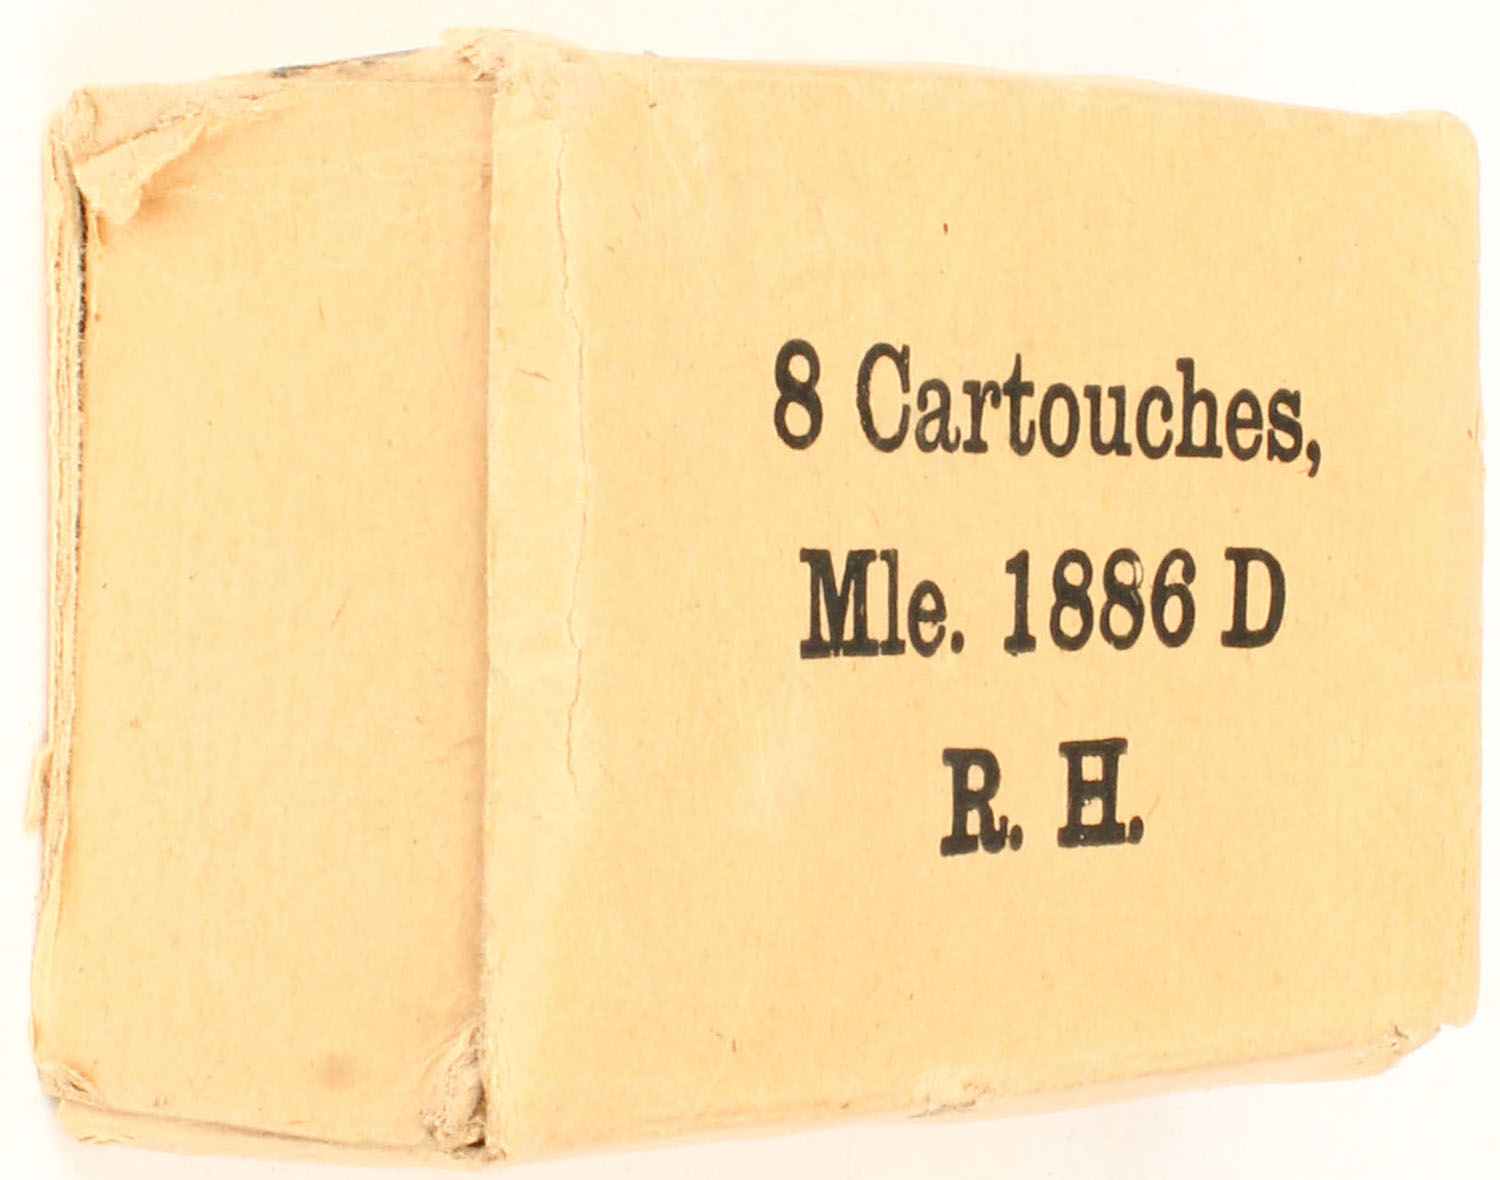 8 Cartouches,
Mle. 1886 D
R. H.